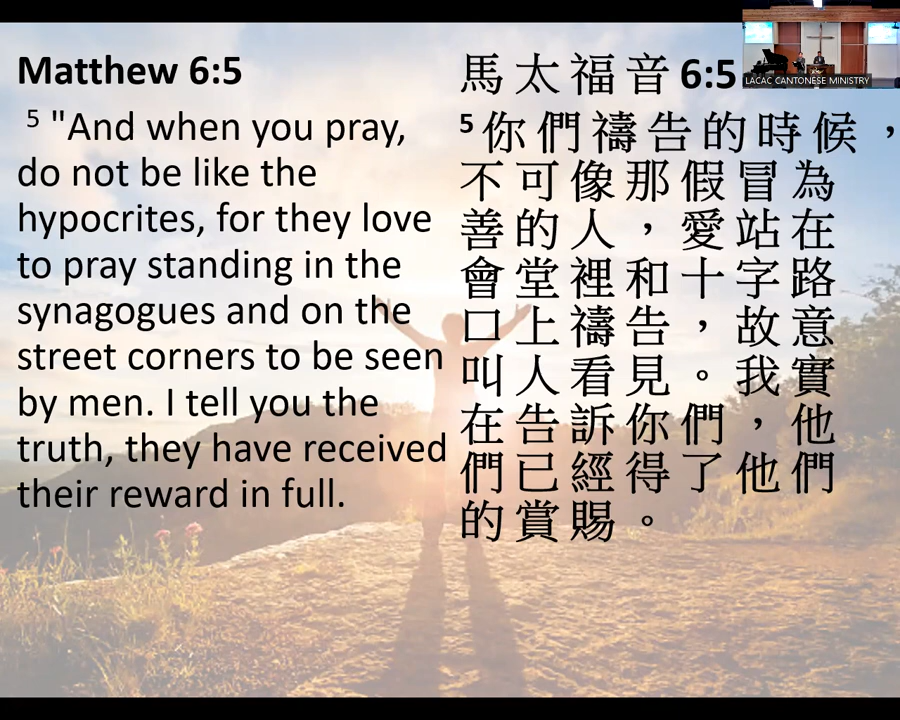 Matthew 6:5
5 "And when you pray,
do not be like the
hypocrites, for they love
to pray standing in the
synagogues and on the
street corners to be seen
by men. I tell you the
truth, they have received
their reward in full.
馬太福音 6:5
5 你們禱告的時候，
不可像那假冒為
善的人，愛站在
會堂裡和十字路
口上禱告，故意
叫人看見。我實
在告訴你們，他
們已經得了他們
的賞賜。
LACAC CANTONESE MINISTRY